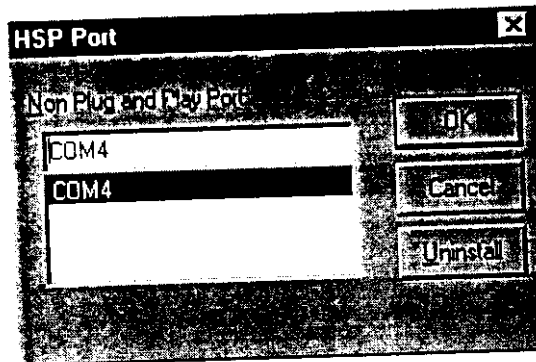 HSP Port
Non Plug and Play Port
COM4
COM4
OK
Cancel
Uninstall